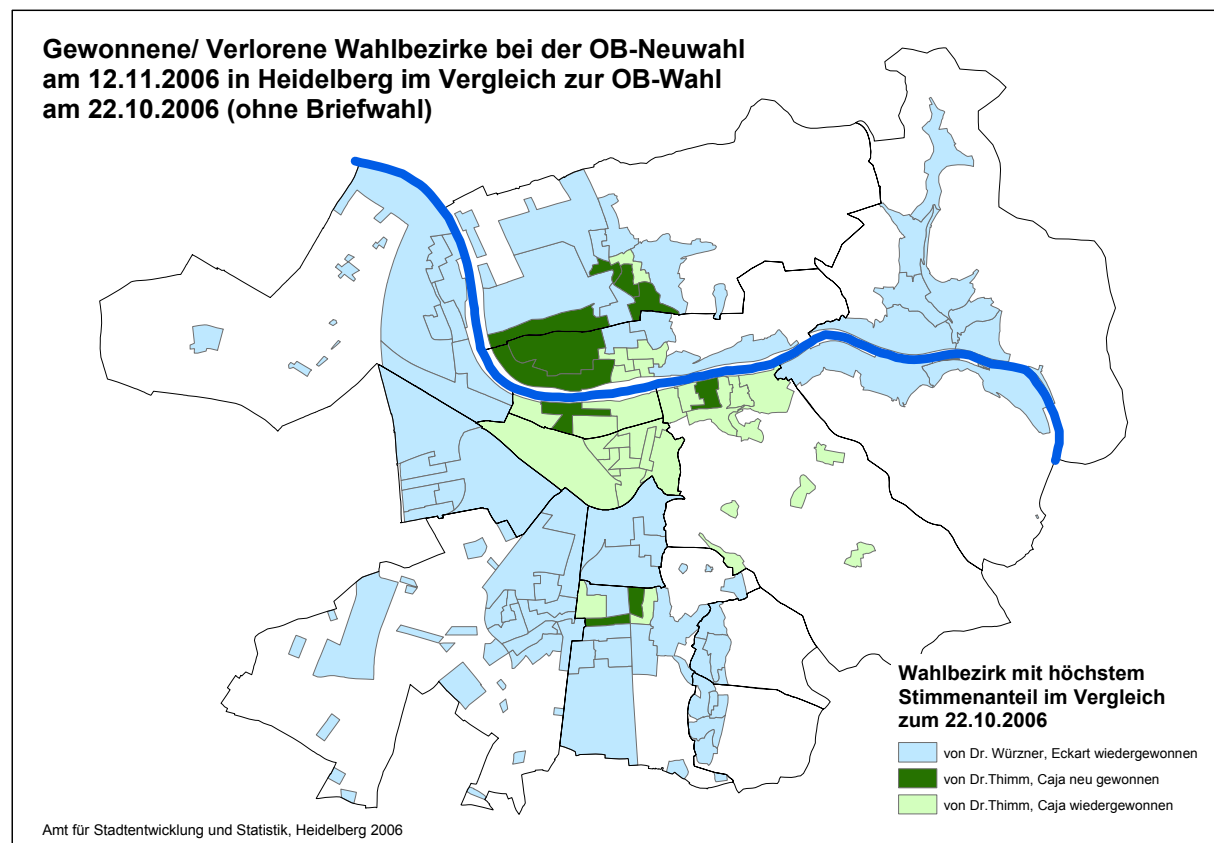 Gewonnene/ Verlorene Wahlbezirke bei der OB-Neuwahl
am 12.11.2006 in Heidelberg im Vergleich zur OB-Wahl
am 22.10.2006 (ohne Briefwahl)
Wahlbezirk mit höchstem
Stimmenanteil im Vergleich
zum 22.10.2006
von Dr. Würzner, Eckart wiedergewonnen
von Dr.Thimm, Caja neu gewonnen
von Dr.Thimm, Caja wiedergewonnen
Amt für Stadtentwicklung und Statistik, Heidelberg 2006